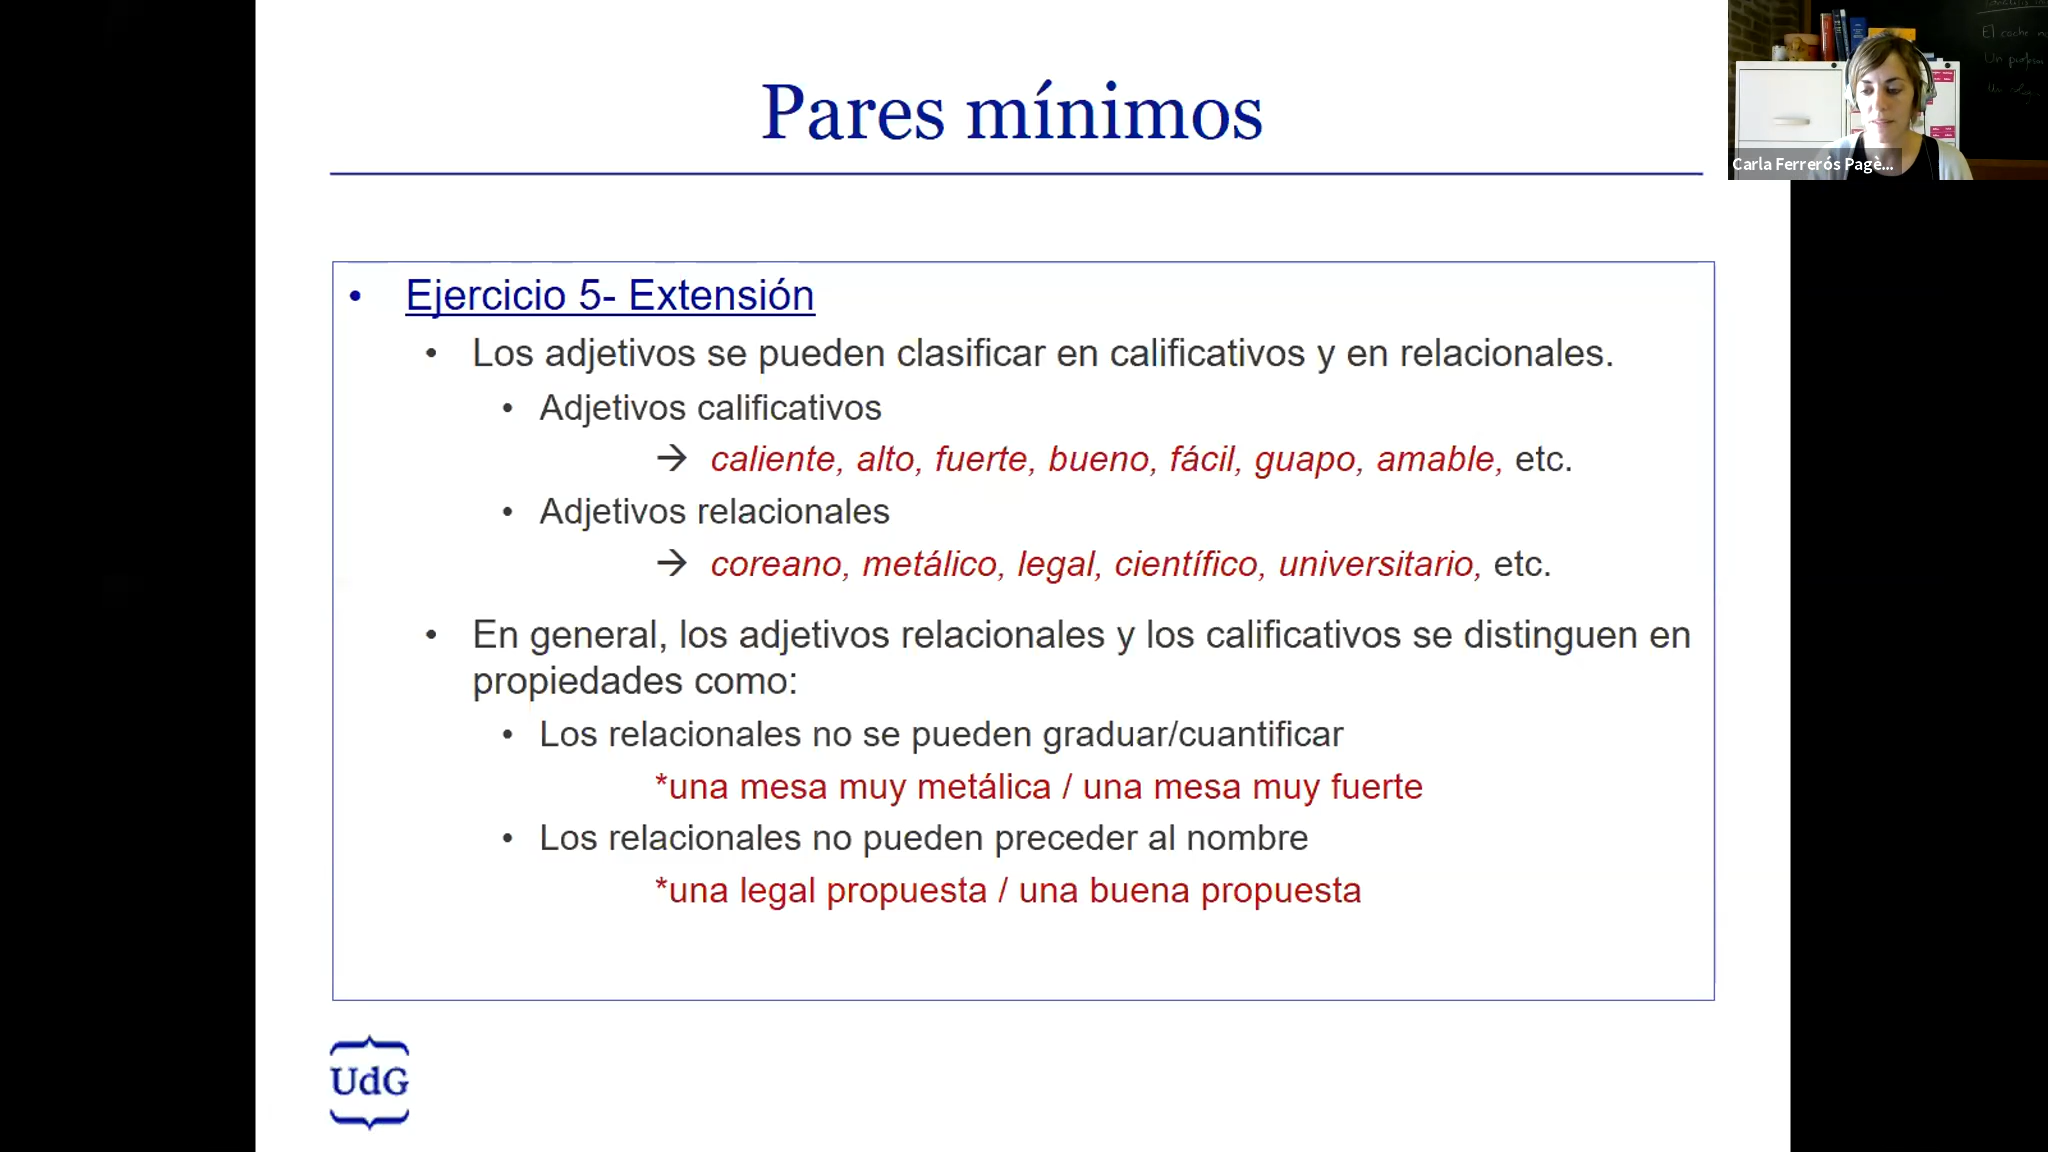 Pares mínimos
El coche
Carla Ferrerós Pagè...
• Ejercicio 5- Extensión
• Los adjetivos se pueden clasificar en calificativos y en relacionales.
• Adjetivos calificativos
→ caliente, alto, fuerte, bueno, fácil, guapo, amable, etc.
• Adjetivos relacionales
→ coreano, metálico, legal, científico, universitario, etc.
• En general, los adjetivos relacionales y los calificativos se distinguen en
propiedades como:
• Los relacionales no se pueden graduar/cuantificar
*una mesa muy metálica / una mesa muy fuerte
• Los relacionales no pueden preceder al nombre
*una legal propuesta / una buena propuesta
UdG